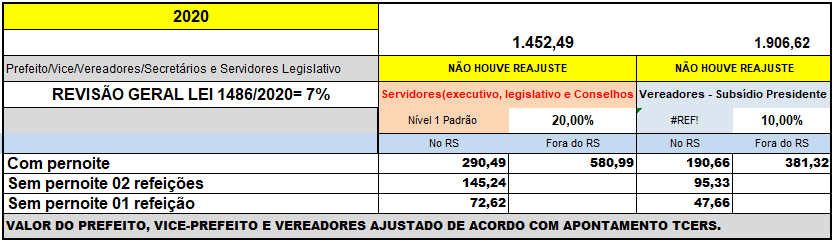 2020
1.452,49 1.906,62
Prefeito/Vice/Vereadores/Secretários e Servidores Legislativo NÃO HOUVE REAJUSTE NÃO HOUVE REAJUSTE
REVISÃO GERAL LEI 1486/2020= 7% Servidores(executivo, legislativo e Conselhos Vereadores - Subsídio Presidente
Nível 1 Padrão 20,00% #REF! 10,00%
No RS Fora do RS No RS Fora do RS
Com pernoite 290,49 580,99 190,66 381,32
Sem pernoite 02 refeições 145,24 95,33
Sem pernoite 01 refeição 72,62 47,66
VALOR DO PREFEITO, VICE-PREFEITO E VEREADORES AJUSTADO DE ACORDO COM APONTAMENTO TCERS.